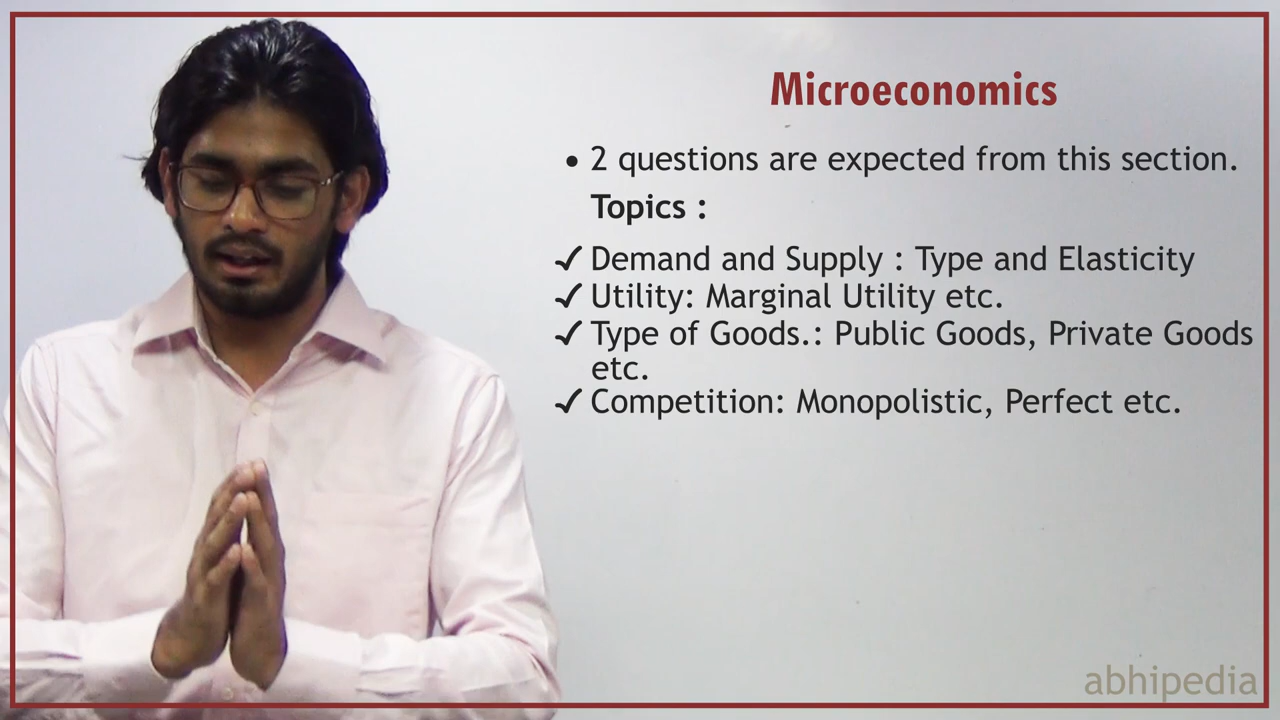 Microeconomics
• 2 questions are expected from this section.
Topics :
✓ Demand and Supply : Type and Elasticity
✓ Utility: Marginal Utility etc.
✓ Type of Goods.: Public Goods, Private Goods
etc.
✓ Competition: Monopolistic, Perfect etc.
abhipedia